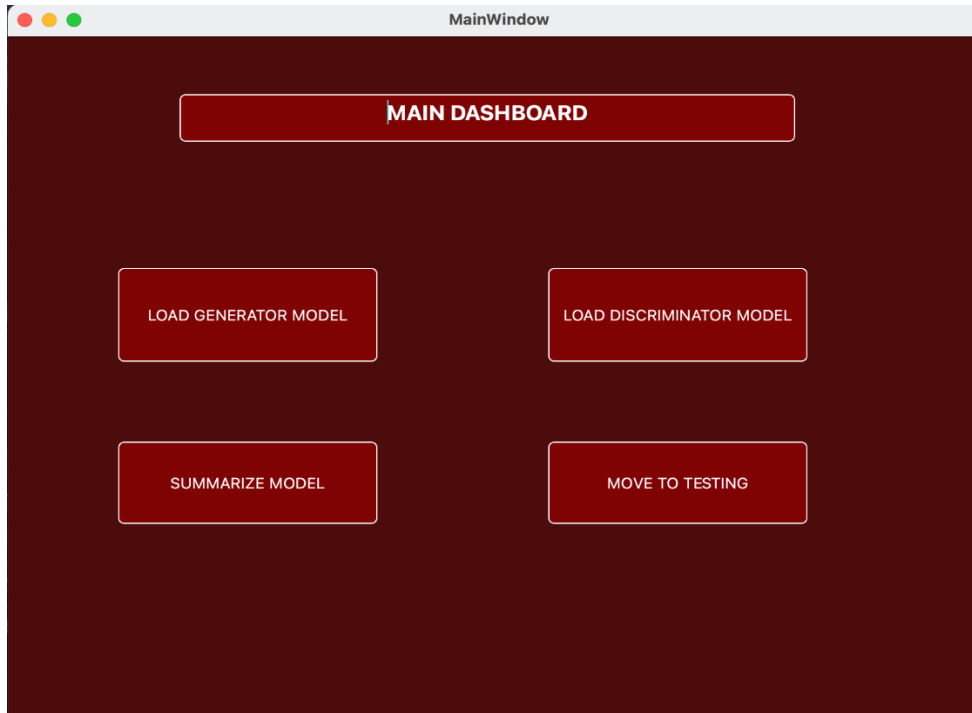 MainWindow
MAIN DASHBOARD
LOAD GENERATOR MODEL
LOAD DISCRIMINATOR MODEL
SUMMARIZE MODEL
MOVE TO TESTING